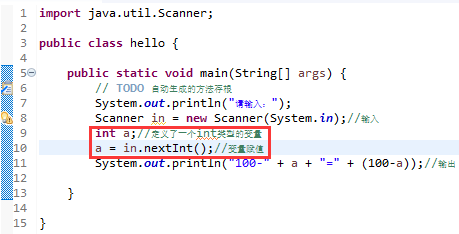 1 import java.util.Scanner;
2
3 public class hello {
4
5 public static void main(String[] args) {
6 // TODO 自动生成的方法存根
7 System.out.println("请输入：");
8 Scanner in = new Scanner(System.in);//输入
9 int a;//定义了一个int类型的变量
10 a = in.nextInt();//变量赋值
11 System.out.println("100-" + a + "=" + (100-a));//输出
12
13 }
14
15 }